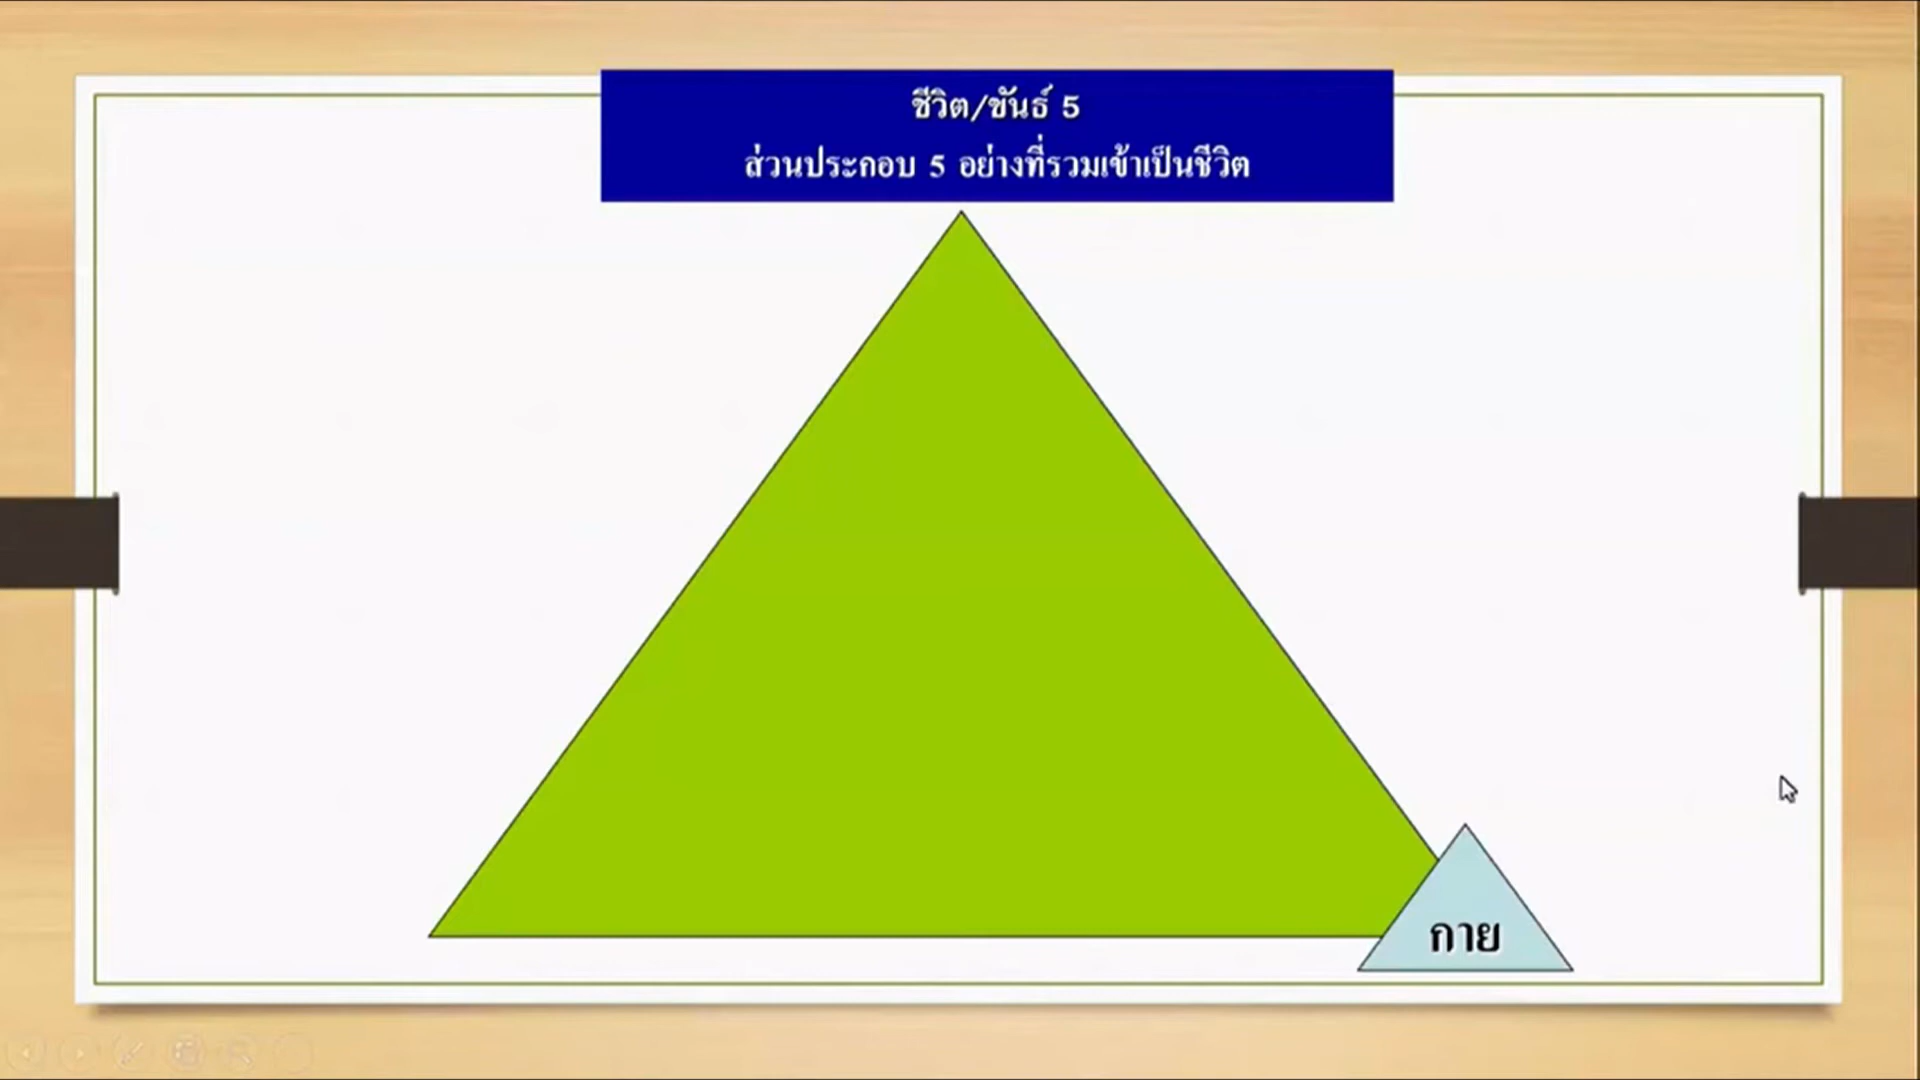 ชีวิต/ขันธ์ 5
ส่วนประกอบ 5 อย่างที่รวมเข้าเป็นชีวิต
กาย